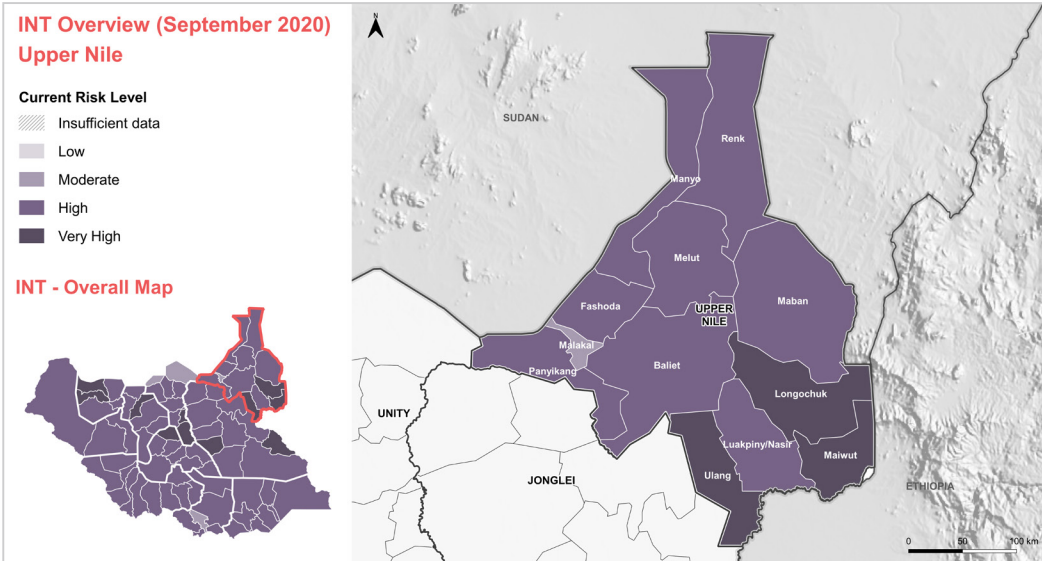 INT Overview (September 2020)
Upper Nile
Current Risk Level
Insufficient data
Low
Moderate
High
Very High
INT - Overall Map
N
SUDAN
Renk
Manyo
Melut
Maban
Fashoda
UPPER
NILE
Malakal
Baliet
Panyikang
Longochuk
UNITY
Luakpiny/Nasir
Maiwut
Ulang
JONGLEI
ETHIOPIA
0 50 100 km